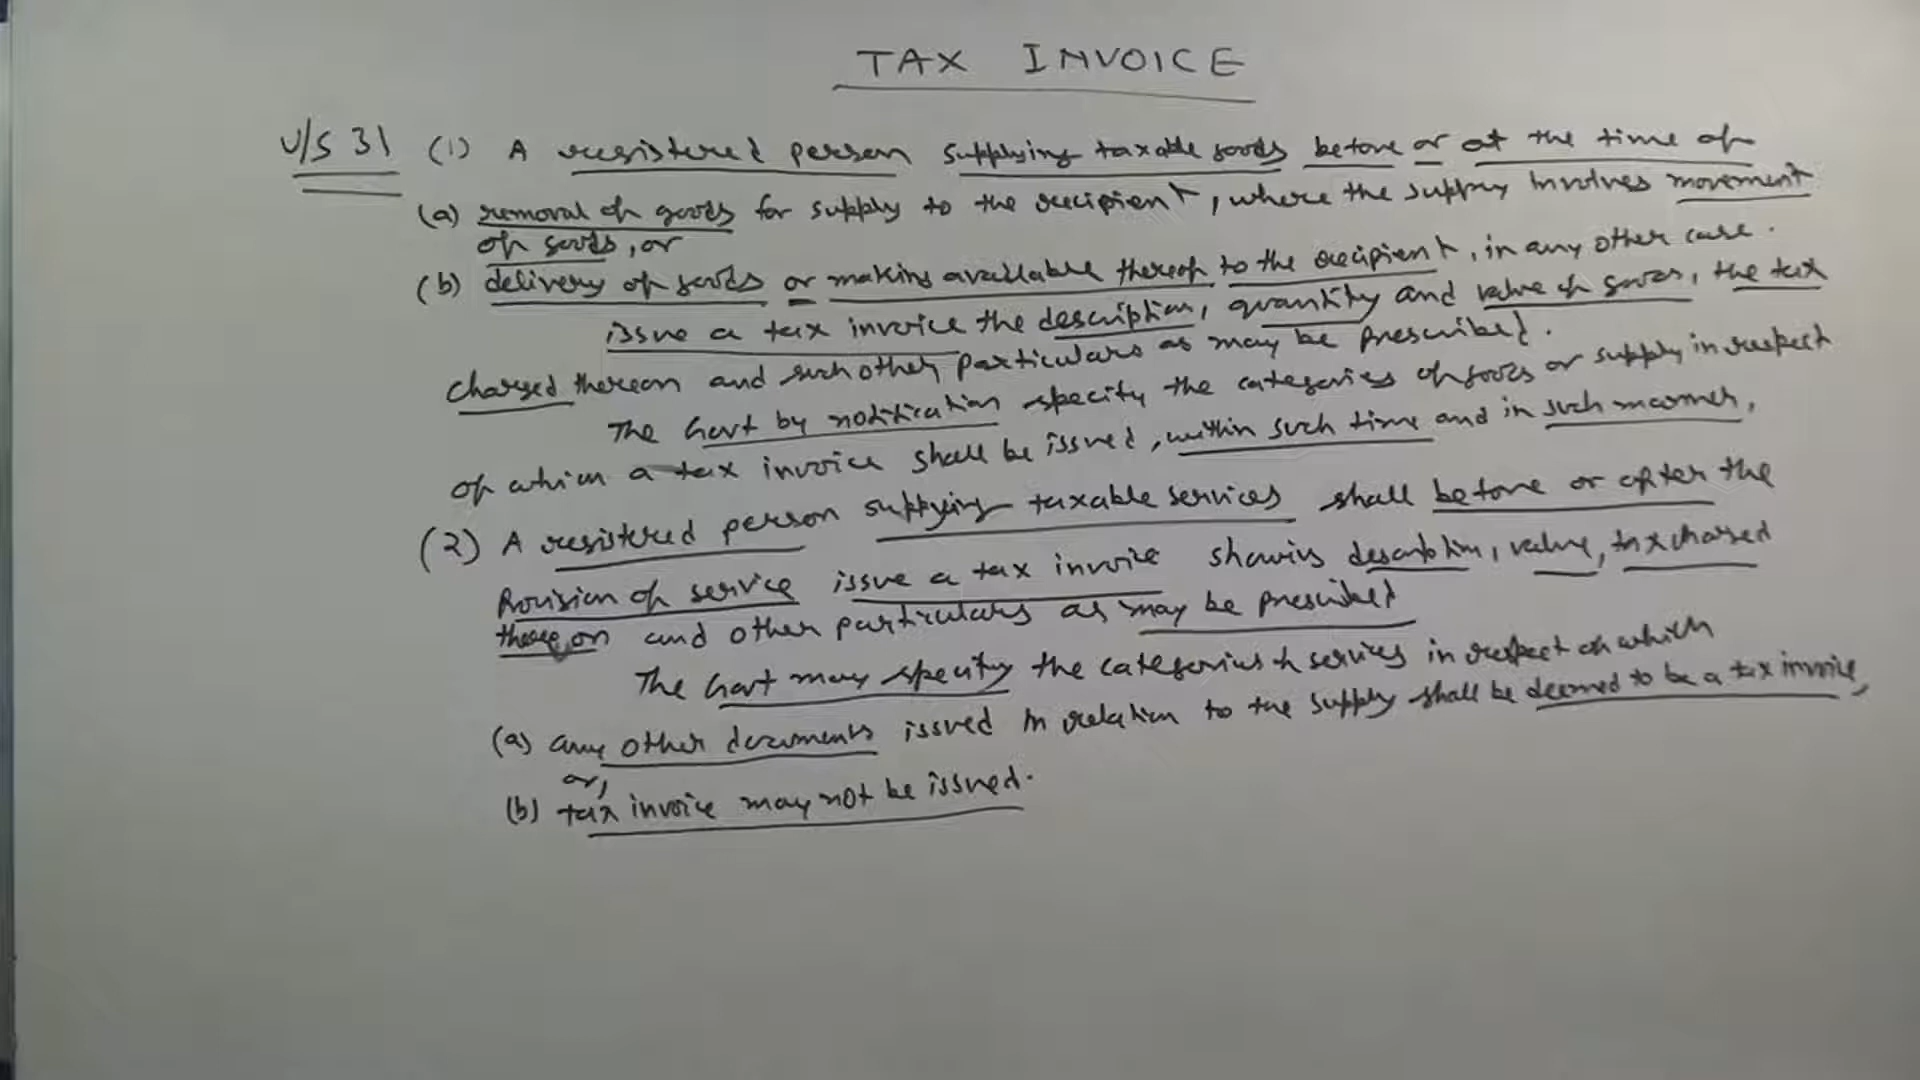 TAX INVOICE
U/S 31 (1) A registered person supplying taxable goods before or at the time of
(a) removal of goods for supply to the recipient, where the supply involves movement
of goods, or
(b) delivery of goods or making available thereof to the recipient, in any other case.
issue a tax invoice the description, quantity and value of goods, the tax
charged thereon and such other particulars as may be prescribed.
The Govt by notification specify the categories of goods or supply in respect
of which a tax invoice shall be issued, within such time and in such manner,
(2) A registered person supplying taxable services shall before or after the
Provision of service issue a tax invoice showing description, value, tax charged
thereon and other particulars as may be prescribed
The Govt may specify the categories of services in respect of which
(a) any other documents issued in relation to the supply shall be deemed to be a tax invoice,
or,
(b) tax invoice may not be issued.